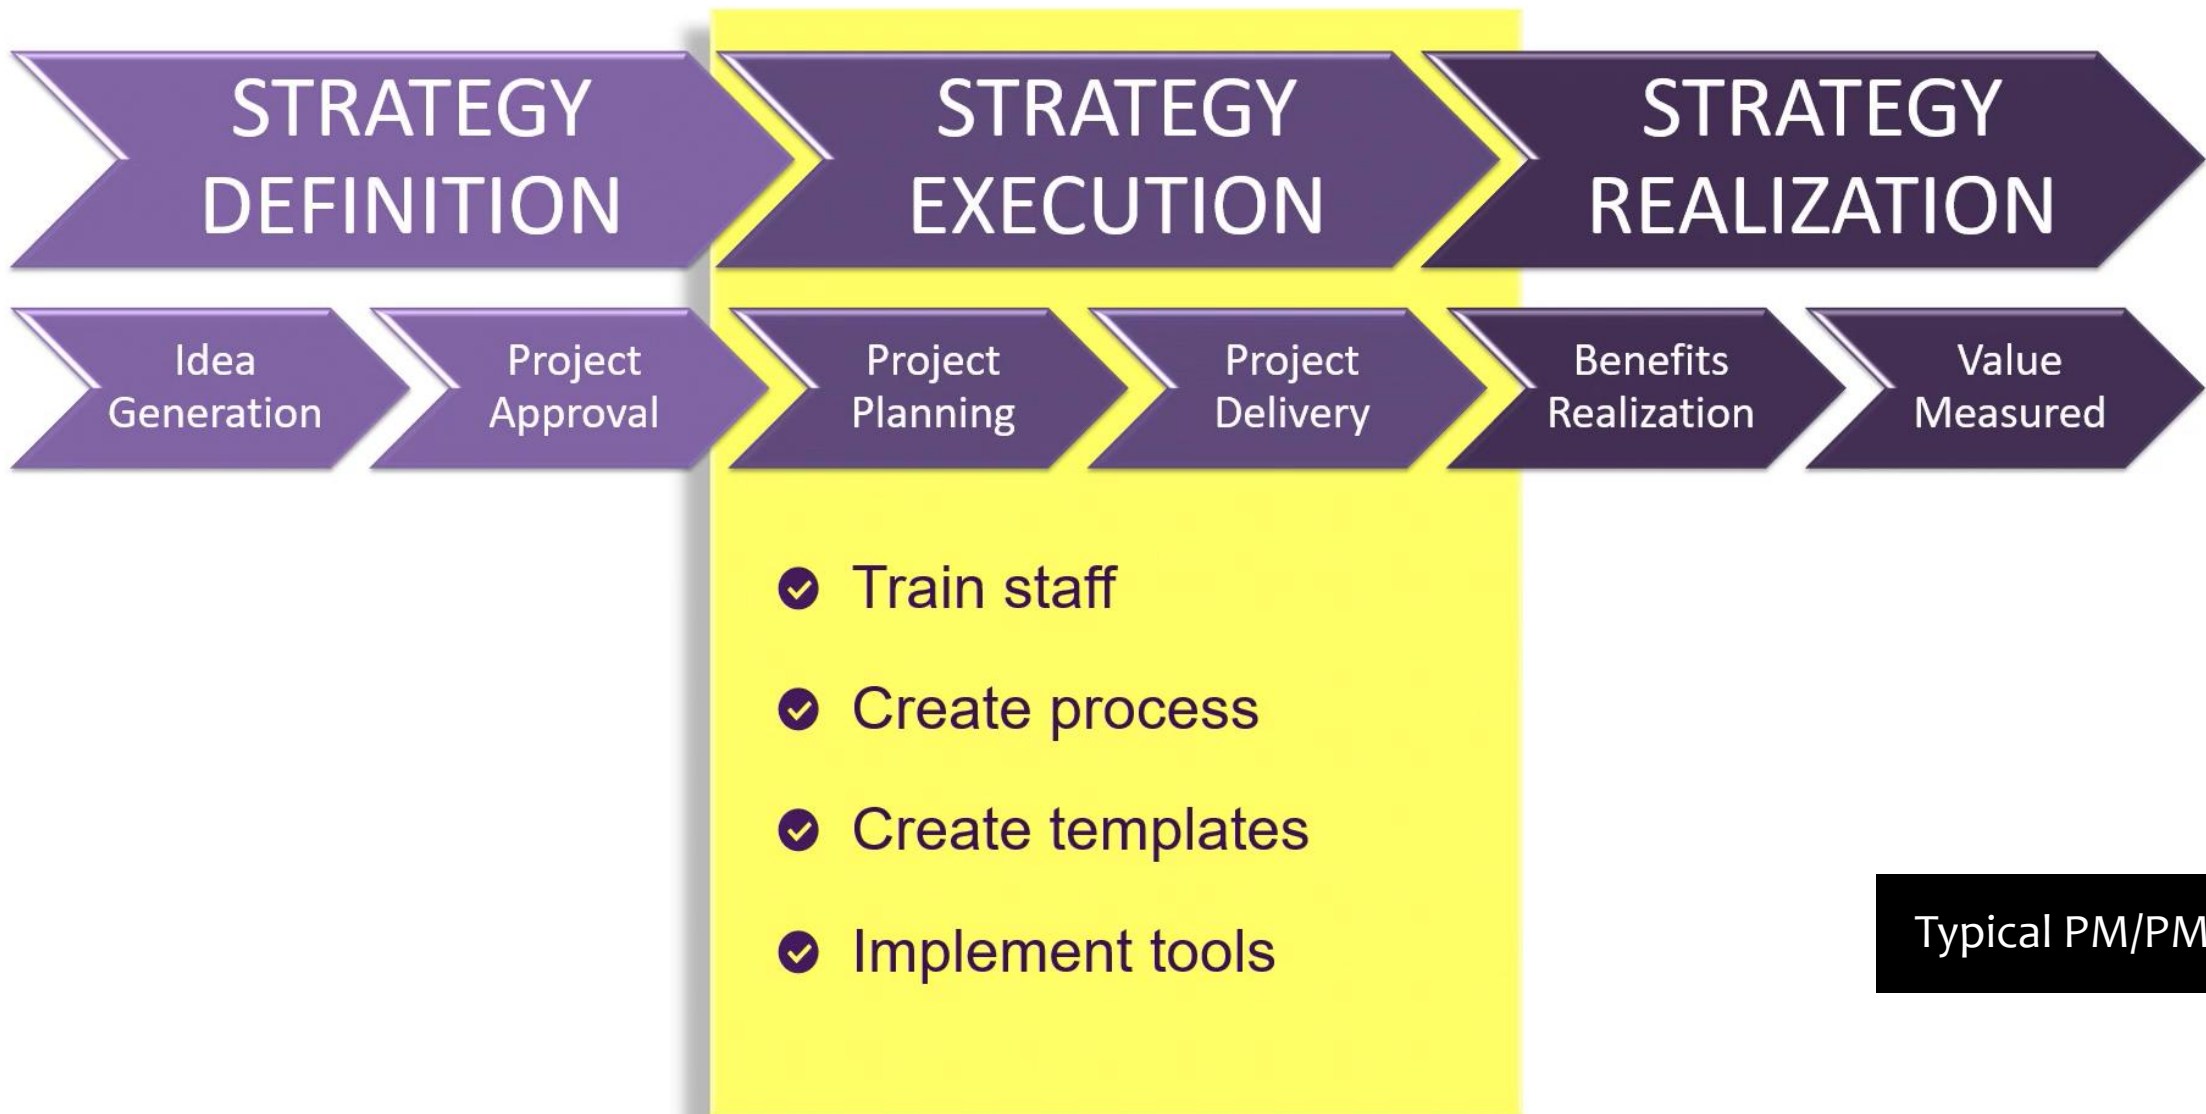 STRATEGY
DEFINITION
STRATEGY
EXECUTION
STRATEGY
REALIZATION
Idea
Generation
Project
Approval
Project
Planning
Project
Delivery
Benefits
Realization
Value
Measured
Train staff
Create process
Create templates
Implement tools
Typical PM/PM